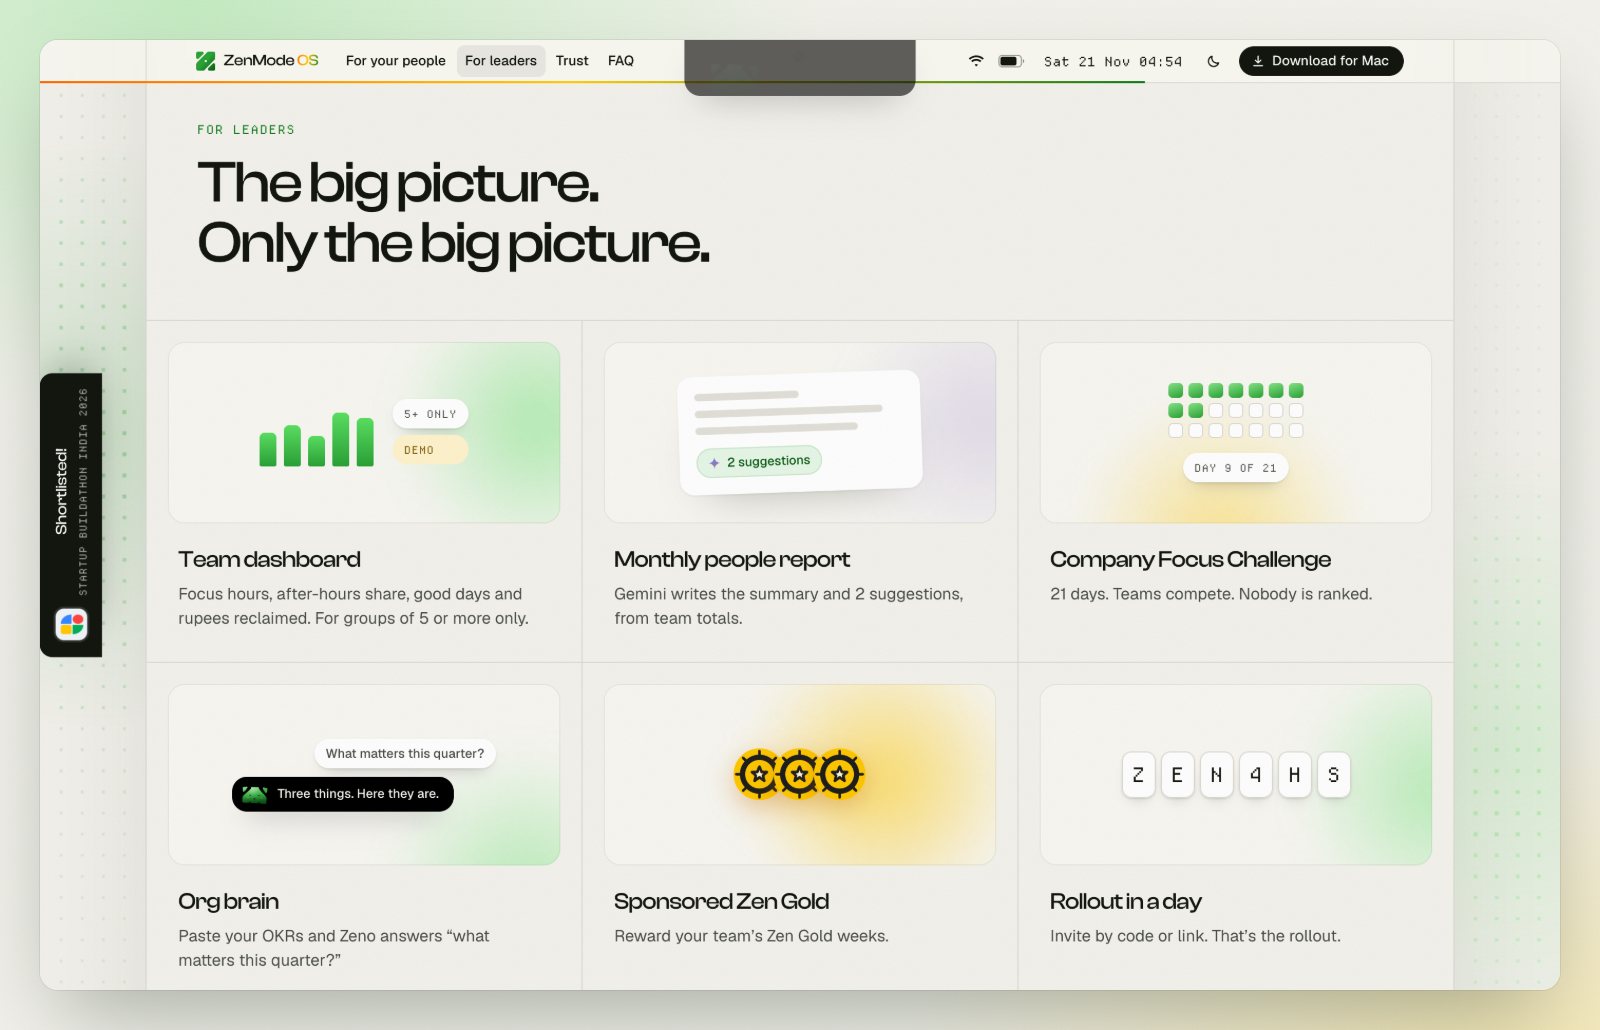 ZenMode OS
For your people
For leaders
Trust
FAQ
Sat 21 Nov 04:54
Download for Mac
FOR LEADERS
The big picture.
Only the big picture.
Shortlisted!
STARTUP BUILDATHON INDIA 2026
5+ ONLY
DEMO
Team dashboard
Focus hours, after-hours share, good days and
rupees reclaimed. For groups of 5 or more only.
2 suggestions
Monthly people report
Gemini writes the summary and 2 suggestions,
from team totals.
DAY 9 OF 21
Company Focus Challenge
21 days. Teams compete. Nobody is ranked.
What matters this quarter?
Three things. Here they are.
Org brain
Paste your OKRs and Zeno answers “what
matters this quarter?”
Sponsored Zen Gold
Reward your team’s Zen Gold weeks.
Z E N 4 H S
Rollout in a day
Invite by code or link. That’s the rollout.